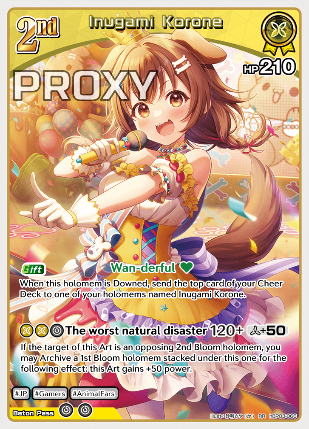 2nd
Inugami Korone
HP 210
PROXY
Gift
Wan-derful
When this holomem is Downed, send the top card of your Cheer
Deck to one of your holomems named Inugami Korone.
The worst natural disaster 120+ +50
If the target of this Art is an opposing 2nd Bloom holomem, you
may Archive a 1st Bloom holomem stacked under this one for the
following effect: this Art gains +50 power.
#JP #Gamers #AnimalEars
Baton Pass